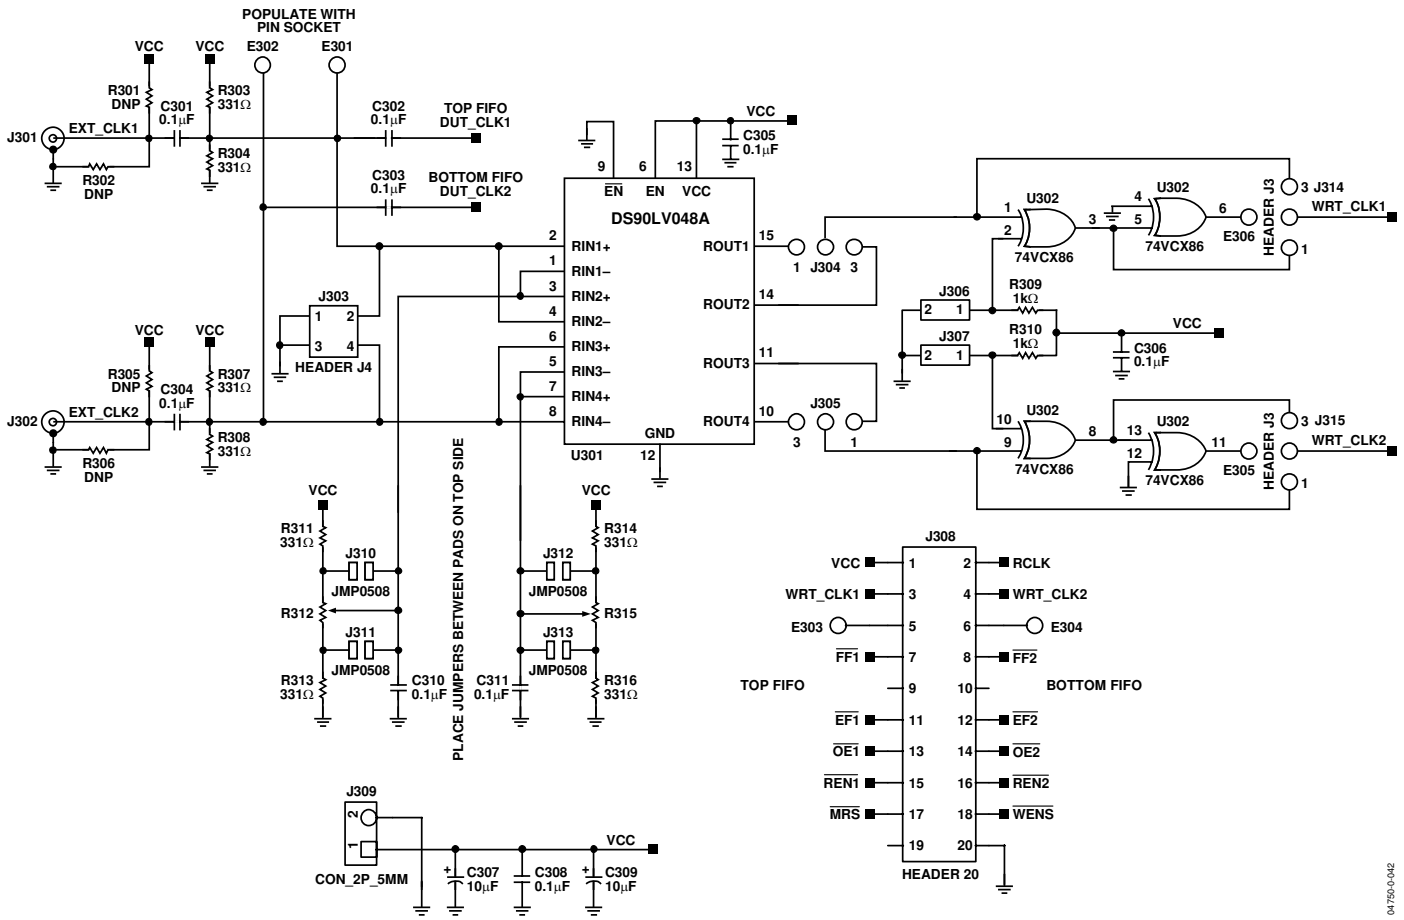 POPULATE WITH
PIN SOCKET
E302
E301
VCC
VCC
R301
DNP
C301
0.1µF
R303
331Ω
J301
EXT_CLK1
R302
DNP
R304
331Ω
C302
0.1µF
TOP FIFO
DUT_CLK1
C303
0.1µF
BOTTOM FIFO
DUT_CLK2
VCC
C305
0.1µF
9
6
13
EN
EN
VCC
DS90LV048A
2
RIN1+
1
RIN1–
3
RIN2+
4
RIN2–
6
RIN3+
5
RIN3–
7
RIN4+
8
RIN4–
ROUT1
15
ROUT2
14
ROUT3
11
ROUT4
10
GND
12
U301
1
J304
3
J305
3
1
J303
1
2
3
4
HEADER J4
VCC
VCC
R305
DNP
C304
0.1µF
R307
331Ω
J302
EXT_CLK2
R306
DNP
R308
331Ω
1
2
U302
3
74VCX86
4
5
U302
6
74VCX86
E306
HEADER J3
3
J314
WRT_CLK1
1
J306
2
1
R309
1kΩ
J307
2
1
R310
1kΩ
VCC
C306
0.1µF
10
9
U302
8
74VCX86
13
12
U302
11
74VCX86
E305
HEADER J3
3
J315
WRT_CLK2
1
VCC
R311
331Ω
J310
JMP0508
R312
J311
JMP0508
R313
331Ω
C310
0.1µF
PLACE JUMPERS BETWEEN PADS ON TOP SIDE
VCC
R314
331Ω
J312
JMP0508
R315
J313
JMP0508
C311
0.1µF
R316
331Ω
J308
VCC
1
2
RCLK
WRT_CLK1
3
4
WRT_CLK2
E303
5
6
E304
FF1
7
8
FF2
TOP FIFO
9
10
BOTTOM FIFO
EF1
11
12
EF2
OE1
13
14
OE2
REN1
15
16
REN2
MRS
17
18
WENS
19
20
HEADER 20
J309
2
1
CON_2P_5MM
VCC
+
C307
10µF
C308
0.1µF
+
C309
10µF
04750-0-042